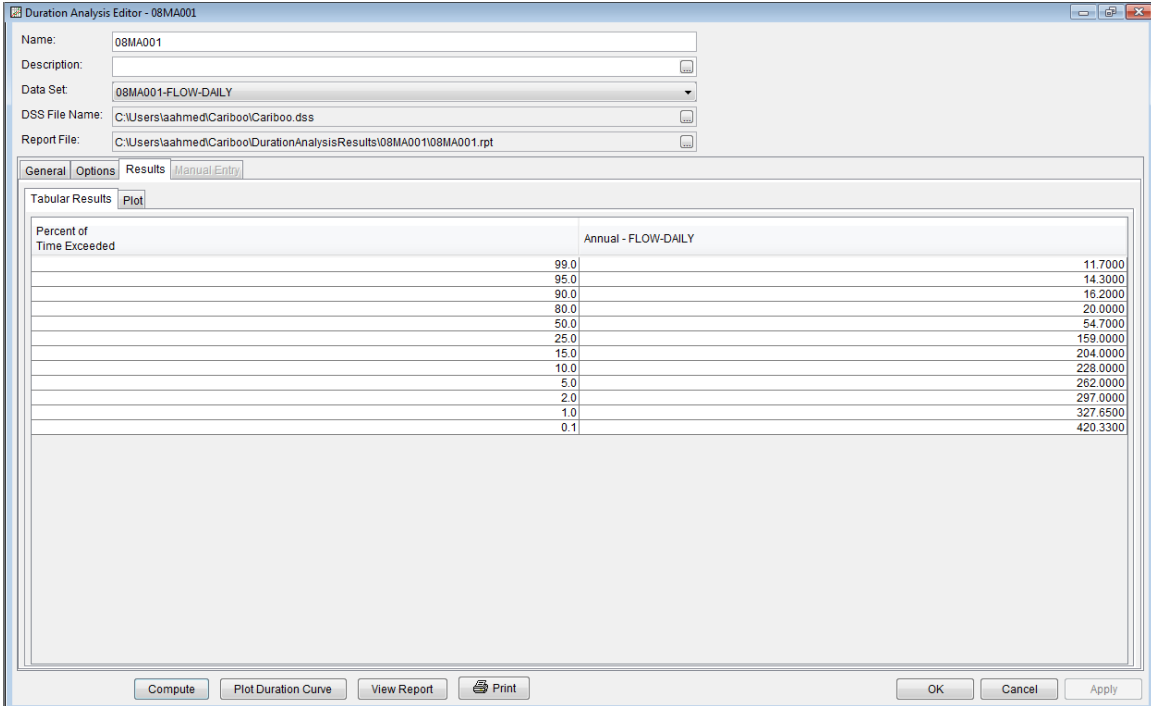 Duration Analysis Editor - 08MA001
Name: 08MA001
Description:
Data Set: 08MA001-FLOW-DAILY
DSS File Name: C:\Users\aahmed\Cariboo\Cariboo.dss
Report File: C:\Users\aahmed\Cariboo\DurationAnalysisResults\08MA001\08MA001.rpt
General Options Results Manual Entry
Tabular Results Plot
Percent of
Time Exceeded Annual - FLOW-DAILY
99.0 11.7000
95.0 14.3000
90.0 16.2000
80.0 20.0000
50.0 54.7000
25.0 159.0000
15.0 204.0000
10.0 228.0000
5.0 262.0000
2.0 297.0000
1.0 327.6500
0.1 420.3300
Compute Plot Duration Curve View Report Print OK Cancel Apply